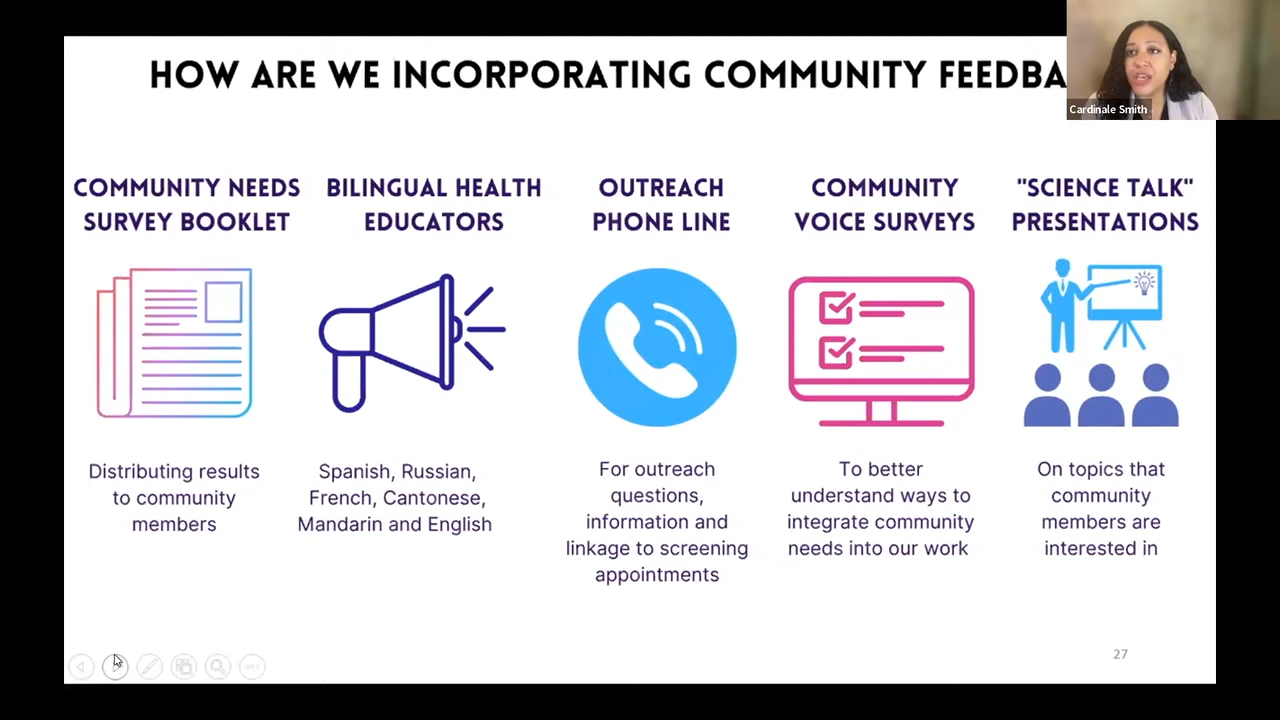 HOW ARE WE INCORPORATING COMMUNITY FEEDBA
Cardinale Smith
COMMUNITY NEEDS
SURVEY BOOKLET
Distributing results
to community
members
BILINGUAL HEALTH
EDUCATORS
Spanish, Russian,
French, Cantonese,
Mandarin and English
OUTREACH
PHONE LINE
For outreach
questions,
information and
linkage to screening
appointments
COMMUNITY
VOICE SURVEYS
To better
understand ways to
integrate community
needs into our work
"SCIENCE TALK"
PRESENTATIONS
On topics that
community
members are
interested in
27